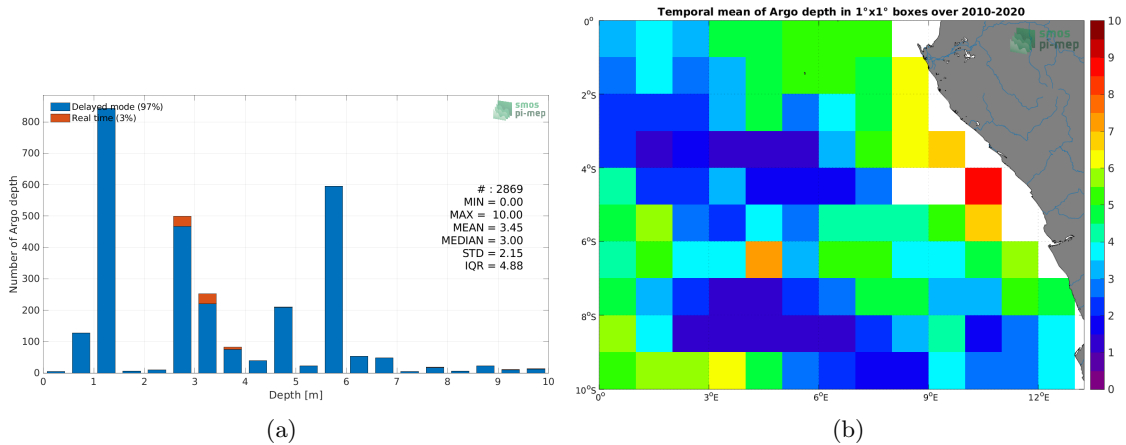 Delayed mode (97%)
Real time (3%)
smos
pi-mep
# : 2869
MIN = 0.00
MAX = 10.00
MEAN = 3.45
MEDIAN = 3.00
STD = 2.15
IQR = 4.88
Number of Argo depth
800
700
600
500
400
300
200
100
0
0 1 2 3 4 5 6 7 8 9 10
Depth [m]
(a)
Temporal mean of Argo depth in 1°x1° boxes over 2010-2020
smos
pi-mep
0°
2°S
4°S
6°S
8°S
10°S
0° 3°E 6°E 9°E 12°E
10
9
8
7
6
5
4
3
2
1
0
(b)